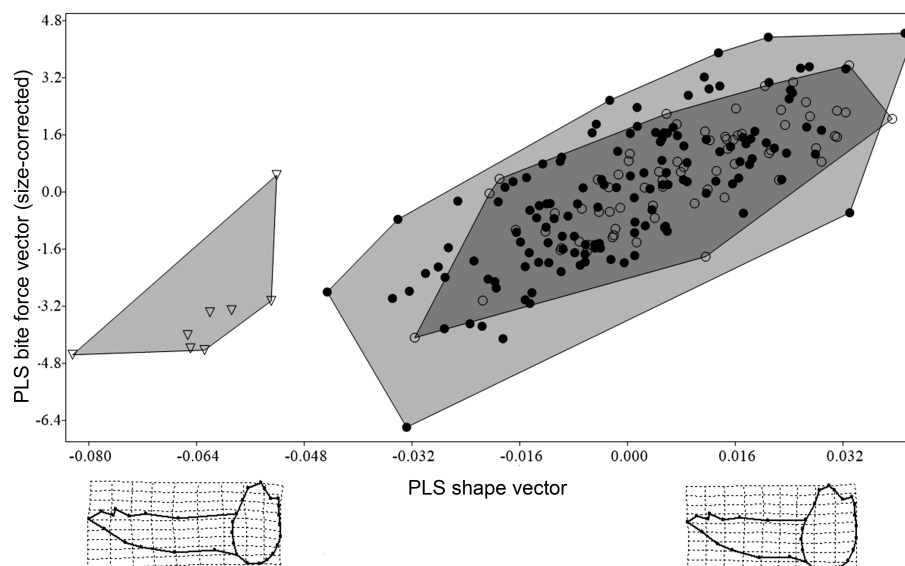 4.8
3.2
1.6
0.0
-1.6
-3.2
-4.8
-6.4
PLS bite force vector (size-corrected)
-0.080 -0.064 -0.048 -0.032 -0.016 0.000 0.016 0.032
PLS shape vector